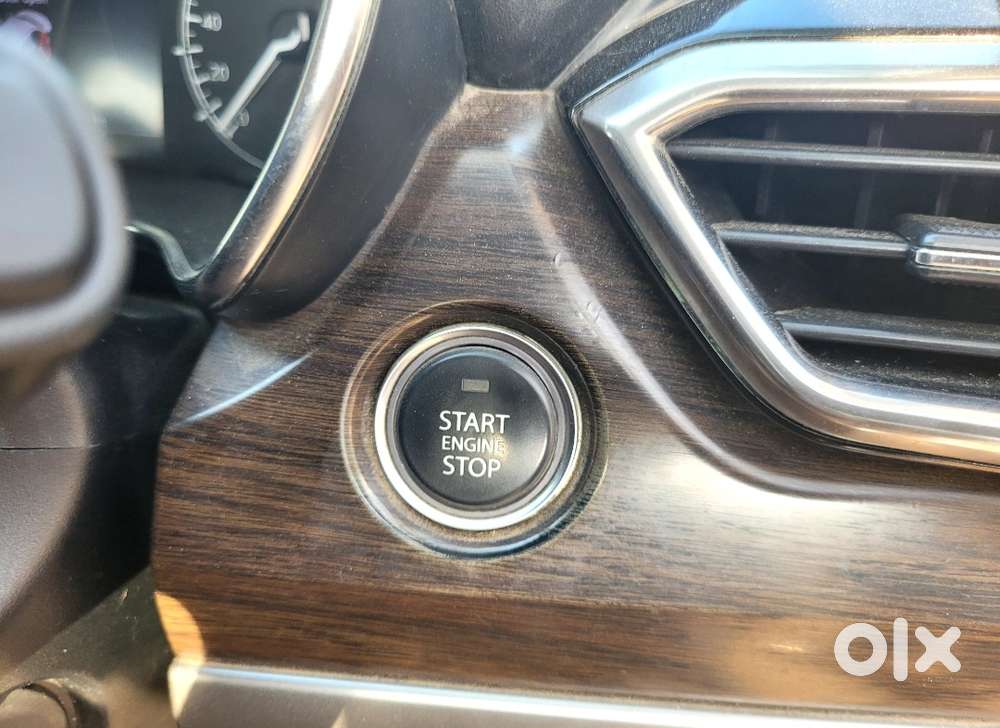 40
20
START
ENGINE
STOP
olx